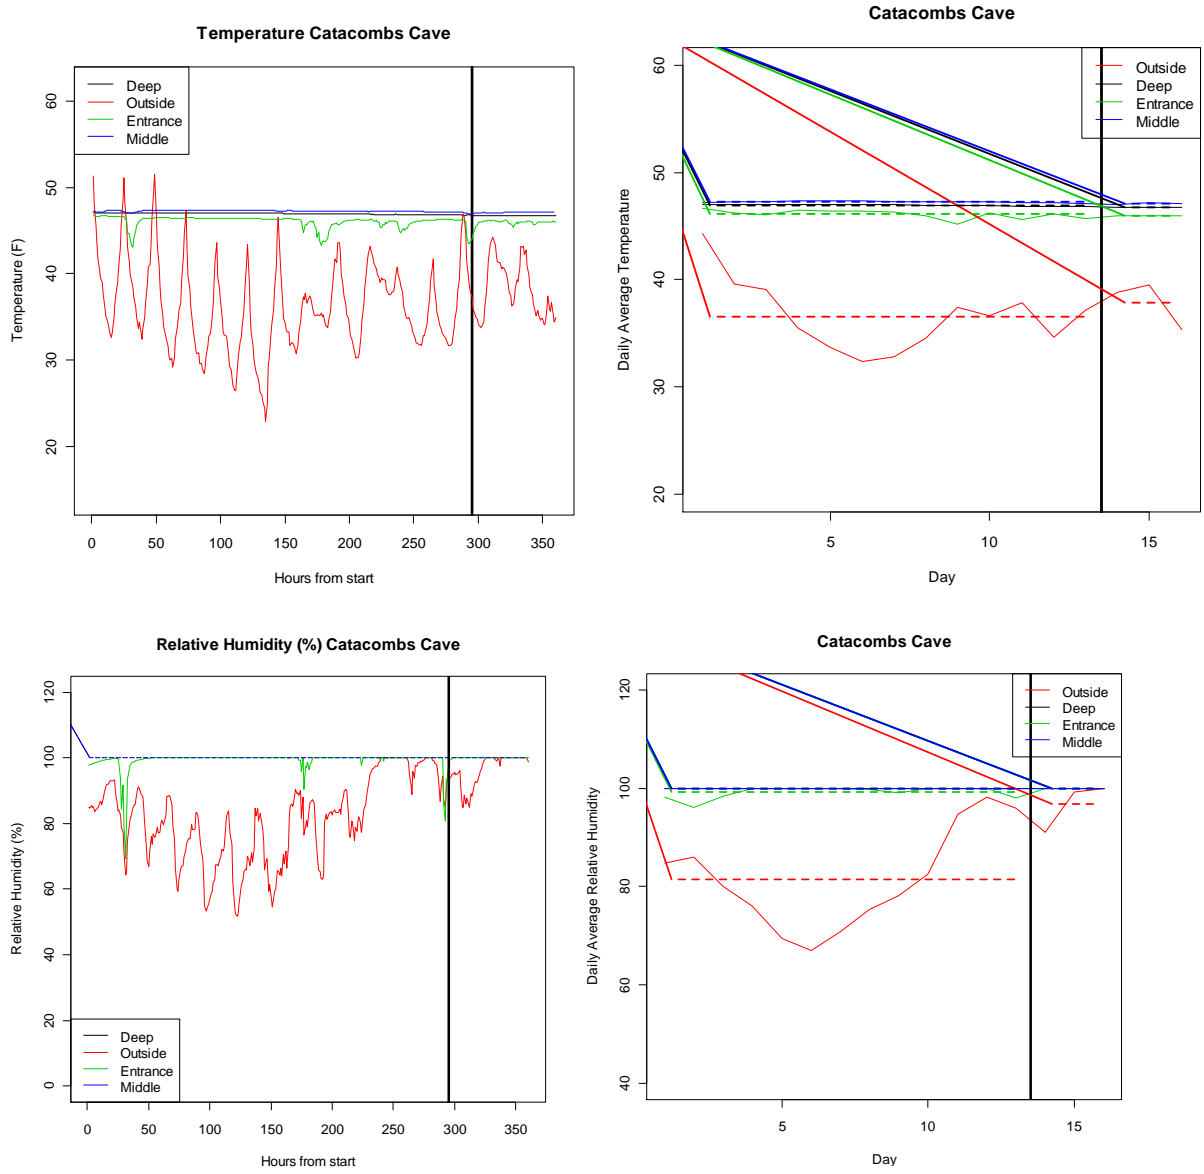 Temperature Catacombs Cave
Deep
Outside
Entrance
Middle
Temperature (F)
60
50
40
30
20
0 50 100 150 200 250 300 350
Hours from start
Catacombs Cave
Outside
Deep
Entrance
Middle
Daily Average Temperature
60
50
40
30
20
5 10 15
Day
Relative Humidity (%) Catacombs Cave
Relative Humidity (%)
120
100
80
60
40
20
0
Deep
Outside
Entrance
Middle
0 50 100 150 200 250 300 350
Hours from start
Catacombs Cave
Outside
Deep
Entrance
Middle
Daily Average Relative Humidity
120
100
80
60
40
5 10 15
Day